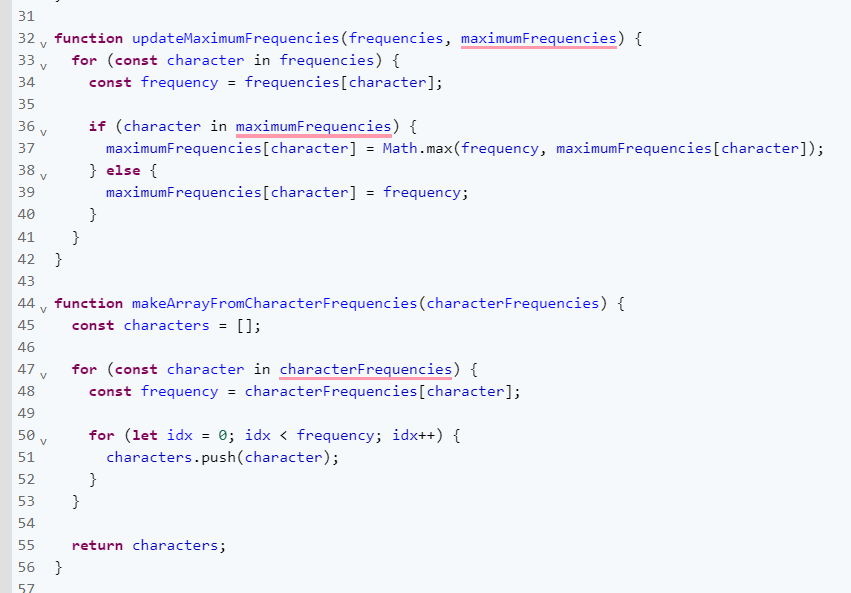 31
32 v function updateMaximumFrequencies(frequencies, maximumFrequencies) {
33 v   for (const character in frequencies) {
34       const frequency = frequencies[character];
35
36 v     if (character in maximumFrequencies) {
37         maximumFrequencies[character] = Math.max(frequency, maximumFrequencies[character]);
38 v     } else {
39         maximumFrequencies[character] = frequency;
40       }
41     }
42   }
43
44 v function makeArrayFromCharacterFrequencies(characterFrequencies) {
45     const characters = [];
46
47 v   for (const character in characterFrequencies) {
48       const frequency = characterFrequencies[character];
49
50 v     for (let idx = 0; idx < frequency; idx++) {
51         characters.push(character);
52       }
53     }
54
55     return characters;
56   }
57